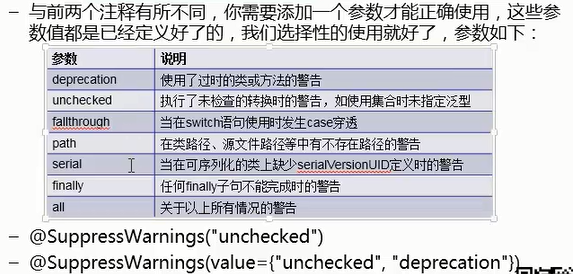 – 与前两个注释有所不同，你需要添加一个参数才能正确使用，这些参
数值都是已经定义好了的，我们选择性的使用就好了，参数如下：
参数 说明
deprecation 使用了过时的类或方法的警告
unchecked 执行了未检查的转换时的警告，如使用集合时未指定泛型
fallthrough 当在switch语句使用时发生case穿透
path 在类路径、源文件路径等中有不存在路径的警告
serial 当在可序列化的类上缺少serialVersionUID定义时的警告
finally 任何finally子句不能完成时的警告
all 关于以上所有情况的警告
– @SuppressWarnings("unchecked")
– @SuppressWarnings(value={"unchecked", "deprecation"})